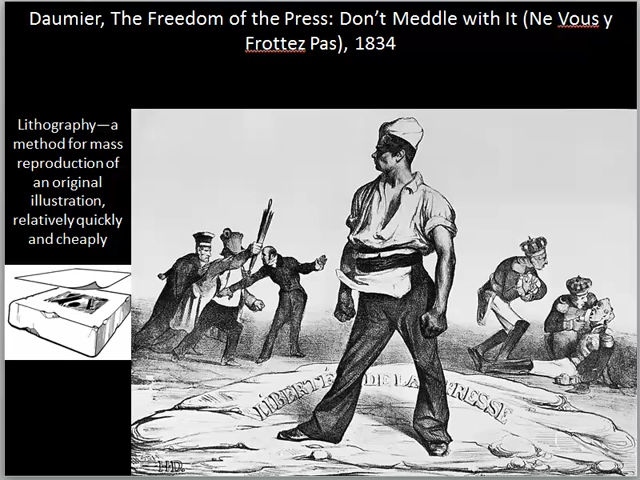 Daumier, The Freedom of the Press: Don't Meddle with It (Ne Vous y
Frottez Pas), 1834
Lithography—a
method for mass
reproduction of
an original
illustration,
relatively quickly
and cheaply
LIBERTÉ DE LA PRESSE
H.D.